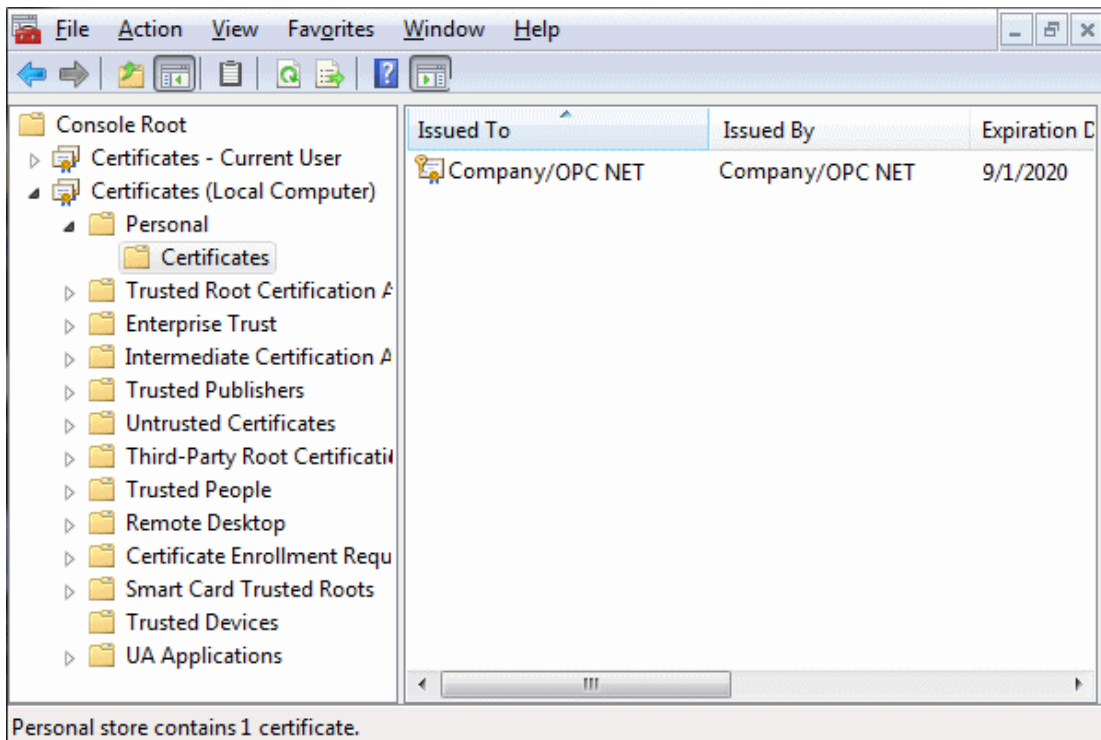 File Action View Favorites Window Help
Console Root
Certificates - Current User
Certificates (Local Computer)
Personal
Certificates
Trusted Root Certification A
Enterprise Trust
Intermediate Certification A
Trusted Publishers
Untrusted Certificates
Third-Party Root Certificati
Trusted People
Remote Desktop
Certificate Enrollment Requ
Smart Card Trusted Roots
Trusted Devices
UA Applications
Issued To Issued By Expiration D
Company/OPC NET Company/OPC NET 9/1/2020
Personal store contains 1 certificate.